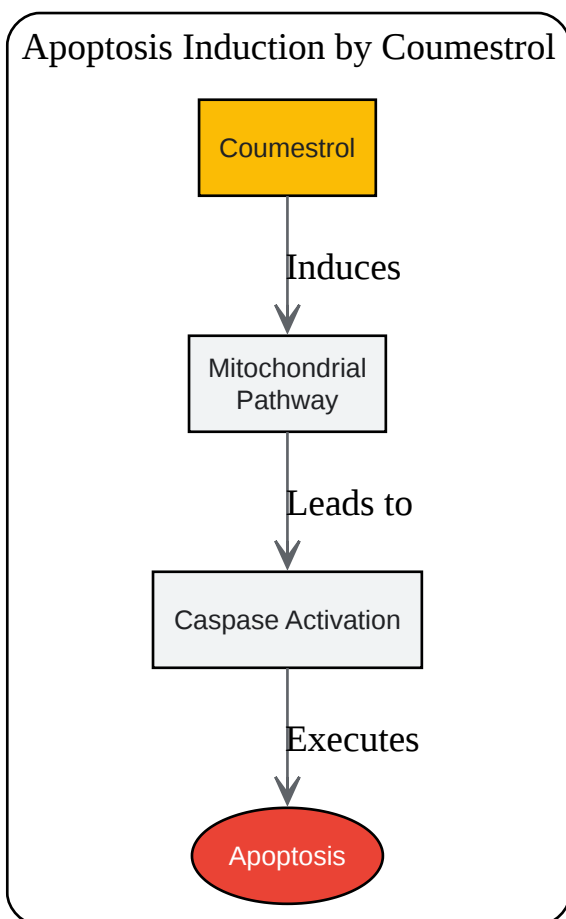 Apoptosis Induction by Coumestrol
Coumestrol
Induces
Mitochondrial
Pathway
Leads to
Caspase Activation
Executes
Apoptosis